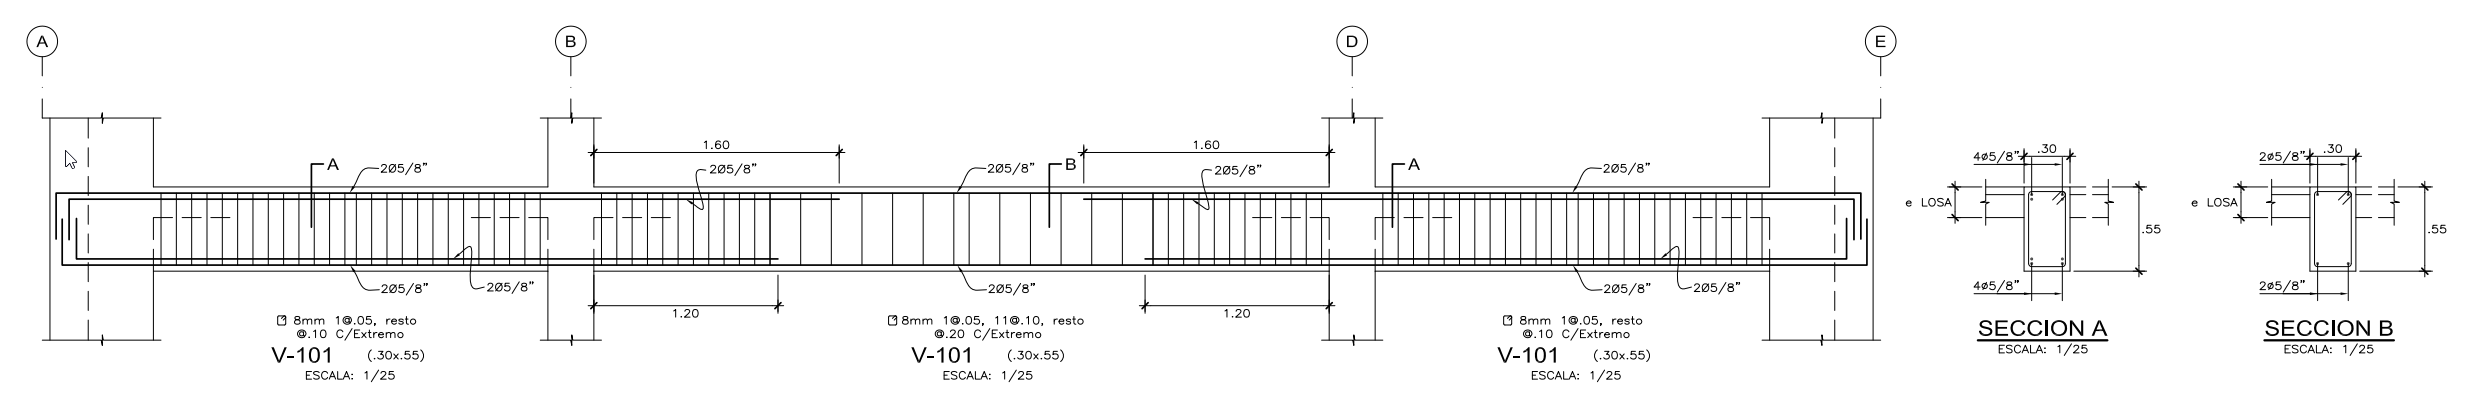 A
B
D
E
1.60
1.60
A
2Ø5/8"
2Ø5/8"
B
2Ø5/8"
2Ø5/8"
A
2Ø5/8"
2Ø5/8"
2Ø5/8"
2Ø5/8"
2Ø5/8"
2Ø5/8"
1.20
1.20
8mm 1@.05, resto
@.10 C/Extremo
V-101 (.30x.55)
ESCALA: 1/25
8mm 1@.05, 11@.10, resto
@.20 C/Extremo
V-101 (.30x.55)
ESCALA: 1/25
8mm 1@.05, resto
@.10 C/Extremo
V-101 (.30x.55)
ESCALA: 1/25
.30
4ø5/8"
e LOSA
.55
4ø5/8"
SECCION A
ESCALA: 1/25
.30
2ø5/8"
e LOSA
.55
2ø5/8"
SECCION B
ESCALA: 1/25